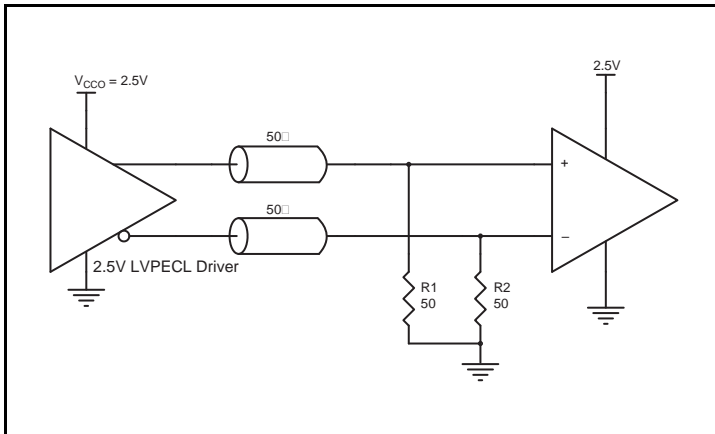 V_CCO = 2.5V
2.5V
50□
50□
+
–
2.5V LVPECL Driver
R1
50
R2
50